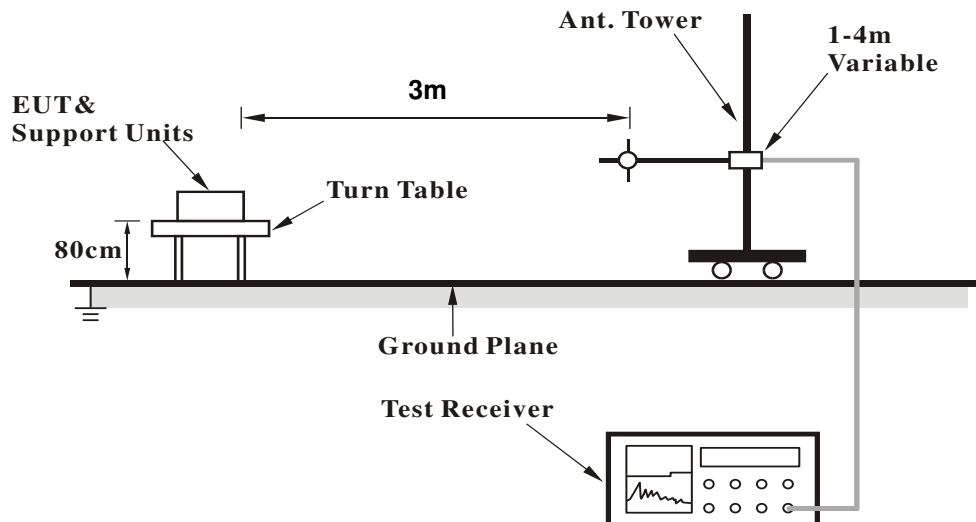 Ant. Tower
1-4m
Variable
3m
EUT&
Support Units
Turn Table
80cm
Ground Plane
Test Receiver